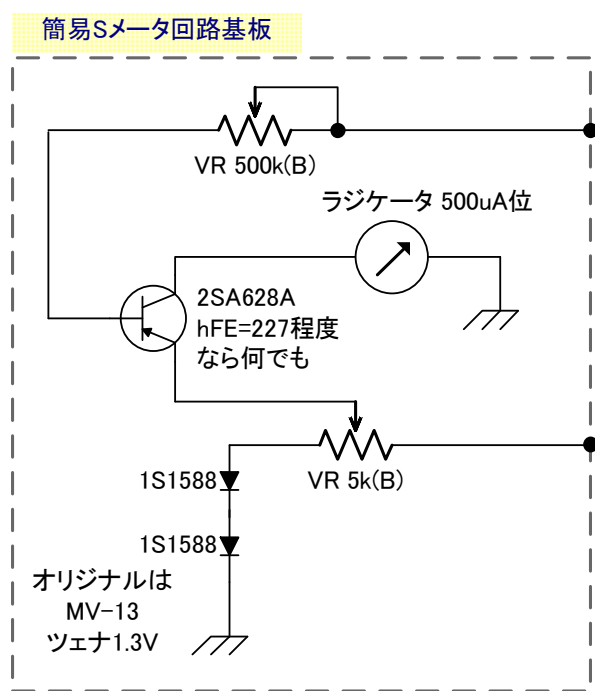 簡易Sメータ回路基板
VR 500k(B)
ラジケータ 500uA位
2SA628A
hFE=227程度
なら何でも
VR 5k(B)
1S1588
1S1588
オリジナルは
MV-13
ツェナ1.3V